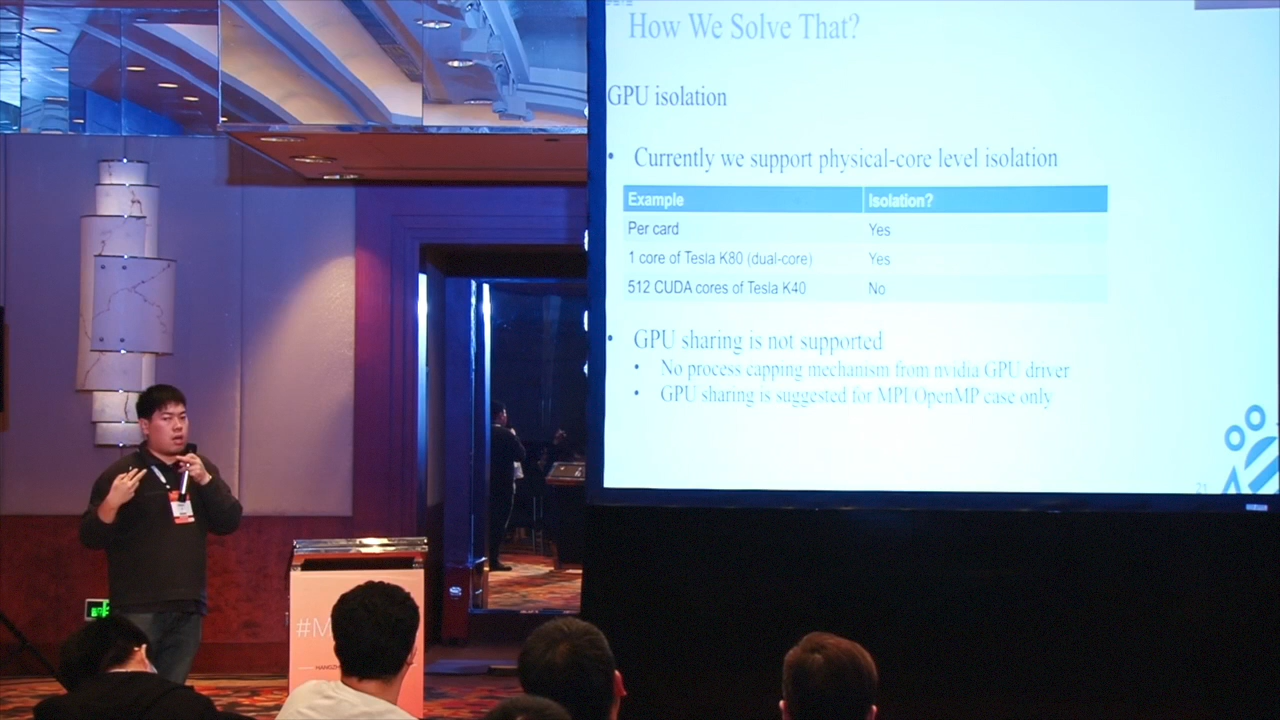 How We Solve That?
GPU isolation
• Currently we support physical-core level isolation
Example Isolation?
Per card Yes
1 core of Tesla K80 (dual-core) Yes
512 CUDA cores of Tesla K40 No
• GPU sharing is not supported
• No process capping mechanism from nvidia GPU driver
• GPU sharing is suggested for MPI/OpenMP case only
21
#M
HANGZH